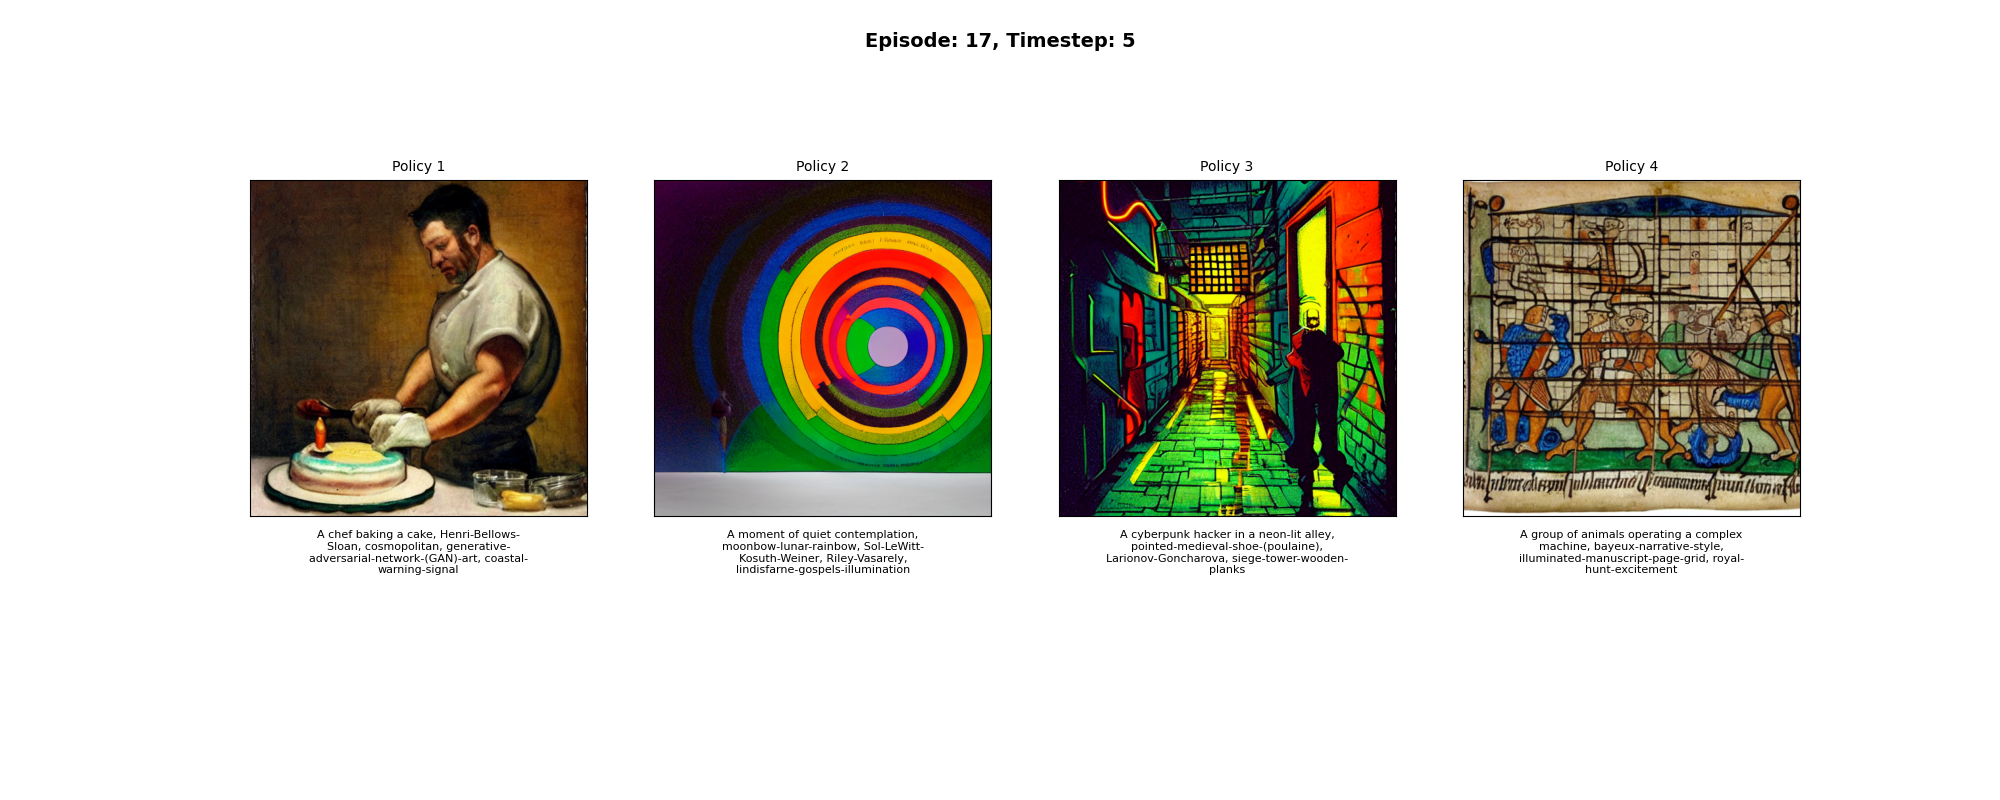 Episode: 17, Timestep: 5
Policy 1
Policy 2
Policy 3
Policy 4
A chef baking a cake, Henri-Bellows-
Sloan, cosmopolitan, generative-
adversarial-network-(GAN)-art, coastal-
warning-signal
A moment of quiet contemplation,
moonbow-lunar-rainbow, Sol-LeWitt-
Kosuth-Weiner, Riley-Vasarely,
lindisfarne-gospels-illumination
A cyberpunk hacker in a neon-lit alley,
pointed-medieval-shoe-(poulaine),
Larionov-Goncharova, siege-tower-wooden-
planks
A group of animals operating a complex
machine, bayeux-narrative-style,
illuminated-manuscript-page-grid, royal-
hunt-excitement